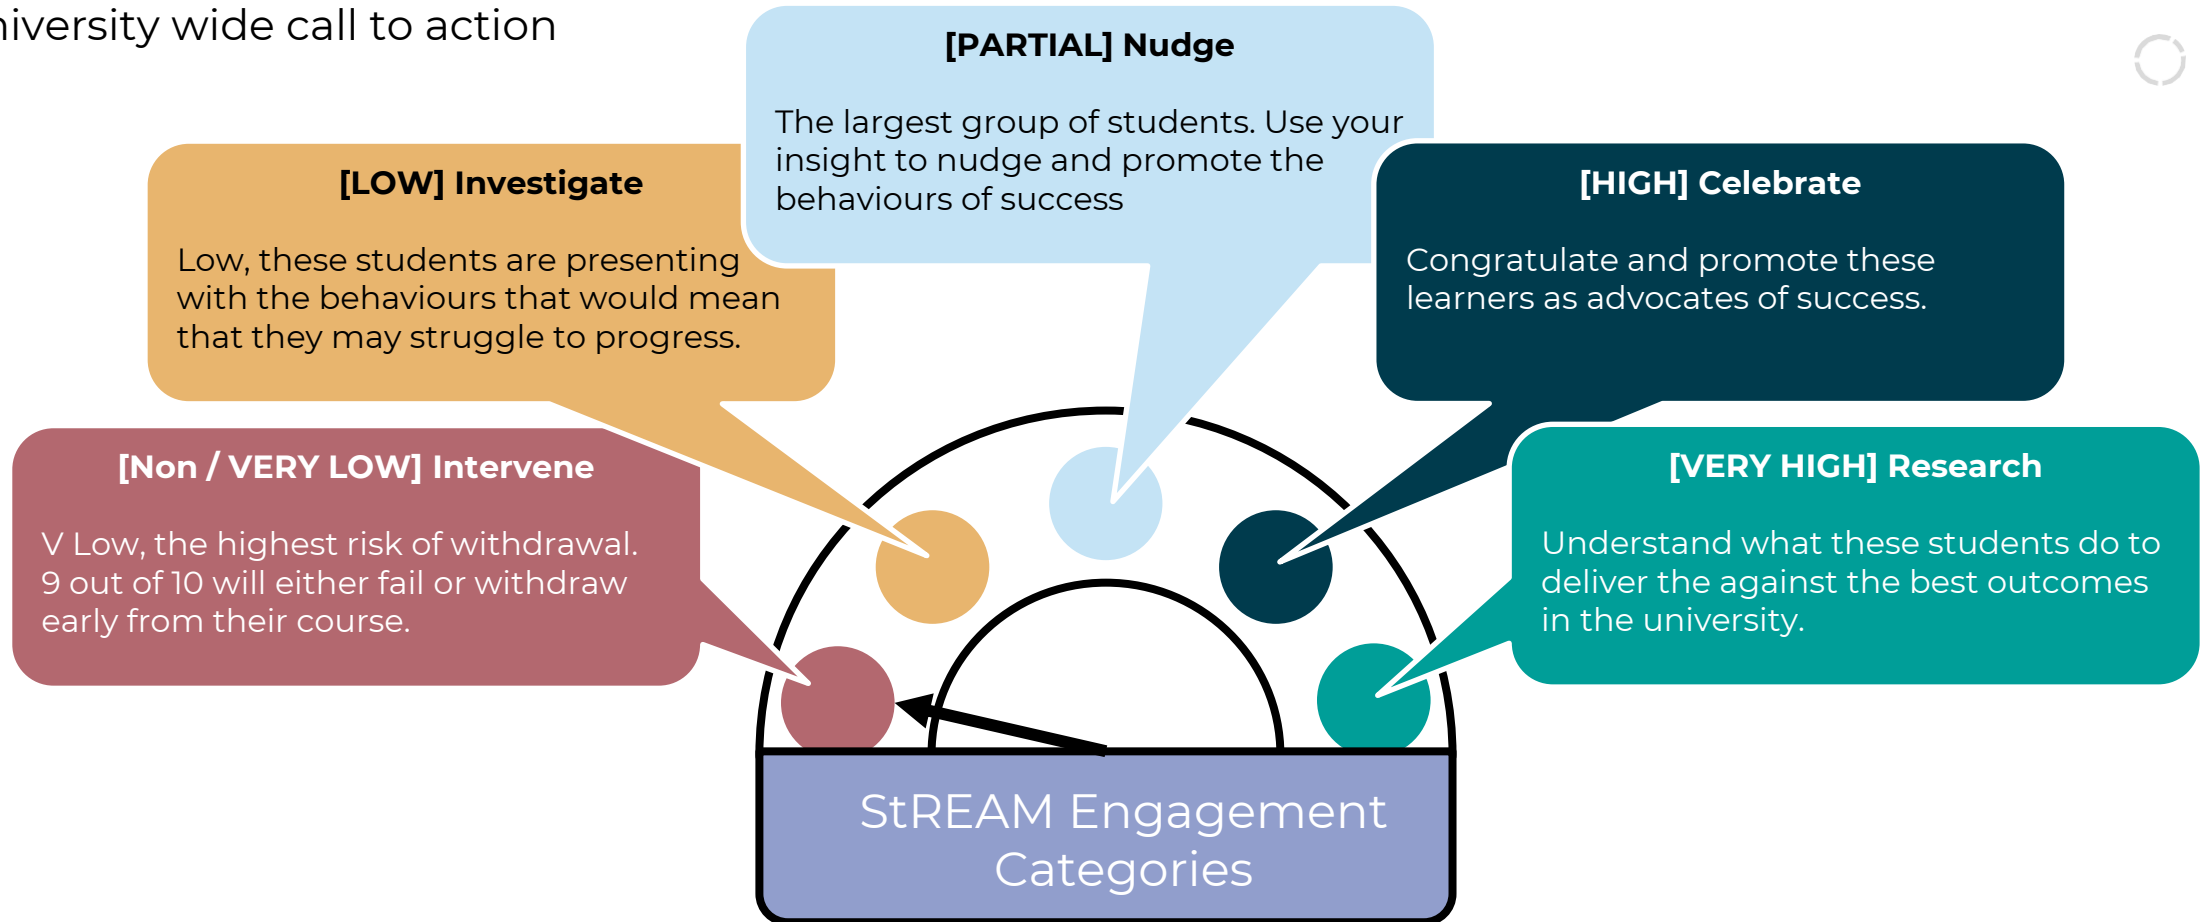 niversity wide call to action
[PARTIAL] Nudge
The largest group of students. Use your
insight to nudge and promote the
behaviours of success
[LOW] Investigate
Low, these students are presenting
with the behaviours that would mean
that they may struggle to progress.
[HIGH] Celebrate
Congratulate and promote these
learners as advocates of success.
[Non / VERY LOW] Intervene
V Low, the highest risk of withdrawal.
9 out of 10 will either fail or withdraw
early from their course.
[VERY HIGH] Research
Understand what these students do to
deliver the against the best outcomes
in the university.
StREAM Engagement
Categories